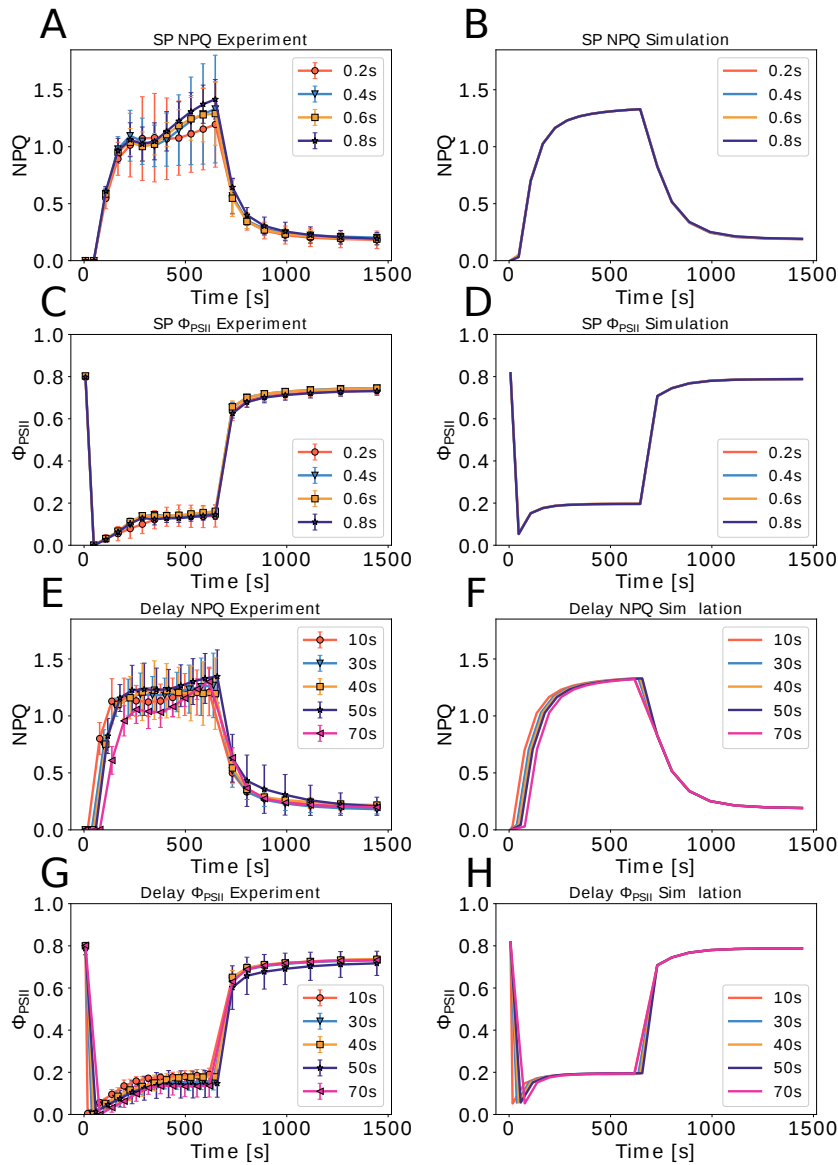 A
SP NPQ Experiment
NPQ
1.5
1.0
0.5
0.0
0.2s
0.4s
0.6s
0.8s
0
500
1000
1500
Time [s]
B
SP NPQ Simulation
NPQ
1.5
1.0
0.5
0.0
0.2s
0.4s
0.6s
0.8s
0
500
1000
1500
Time [s]
C
SP ΦPSII Experiment
ΦPSII
1.0
0.8
0.6
0.4
0.2
0.0
0.2s
0.4s
0.6s
0.8s
0
500
1000
1500
Time [s]
D
SP ΦPSII Simulation
ΦPSII
1.0
0.8
0.6
0.4
0.2
0.0
0.2s
0.4s
0.6s
0.8s
0
500
1000
1500
Time [s]
E
Delay NPQ Experiment
NPQ
1.5
1.0
0.5
0.0
10s
30s
40s
50s
70s
0
500
1000
1500
Time [s]
F
Delay NPQ Sim lation
NPQ
1.5
1.0
0.5
0.0
10s
30s
40s
50s
70s
0
500
1000
1500
Time [s]
G
Delay ΦPSII Experiment
ΦPSII
1.0
0.8
0.6
0.4
0.2
0.0
10s
30s
40s
50s
70s
0
500
1000
1500
Time [s]
H
Delay ΦPSII Sim lation
ΦPSII
1.0
0.8
0.6
0.4
0.2
0.0
10s
30s
40s
50s
70s
0
500
1000
1500
Time [s]